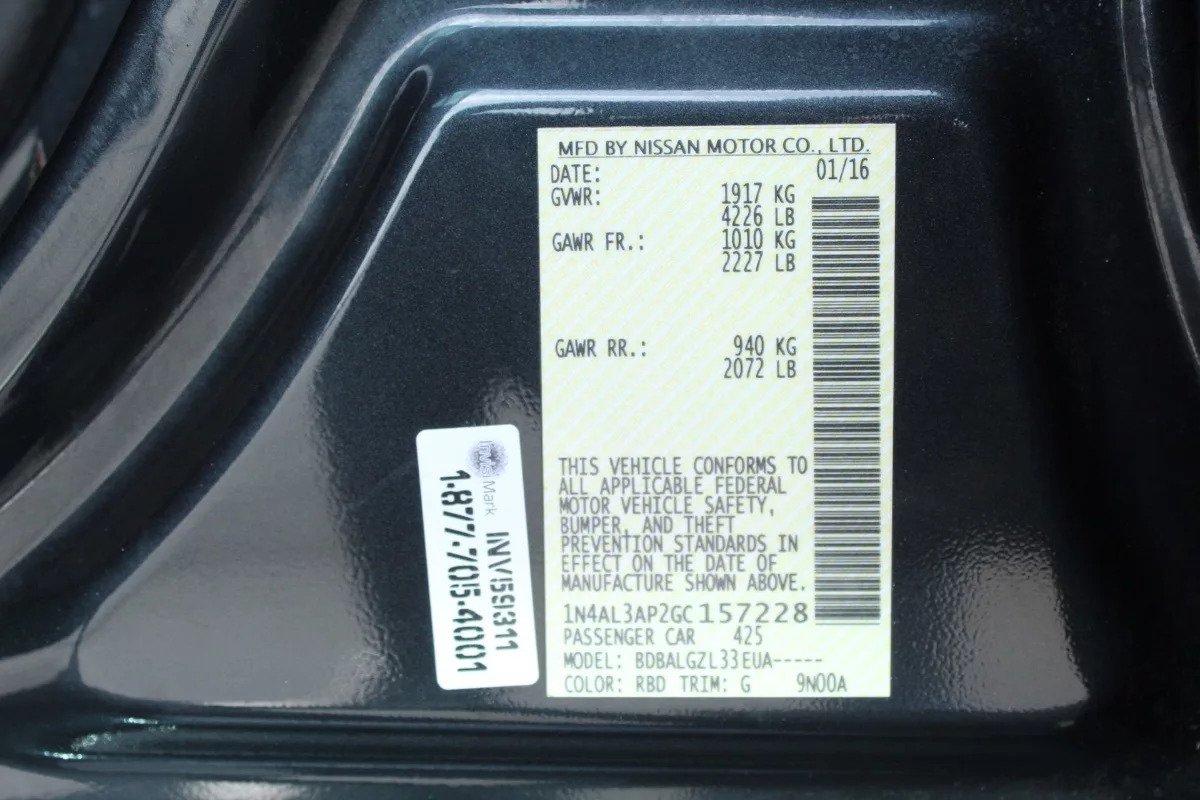 MFD BY NISSAN MOTOR CO., LTD.
DATE: 01/16
GVWR: 1917 KG
4226 LB
GAWR FR.: 1010 KG
2227 LB
GAWR RR.: 940 KG
2072 LB
THIS VEHICLE CONFORMS TO
ALL APPLICABLE FEDERAL
MOTOR VEHICLE SAFETY,
BUMPER, AND THEFT
PREVENTION STANDARDS IN
EFFECT ON THE DATE OF
MANUFACTURE SHOWN ABOVE.
1N4AL3AP2GC157228
PASSENGER CAR 425
MODEL: BDBALGZL33EUA-----
COLOR: RBD TRIM: G 9N00A
Mark
INV59I311
1.877.705.4001